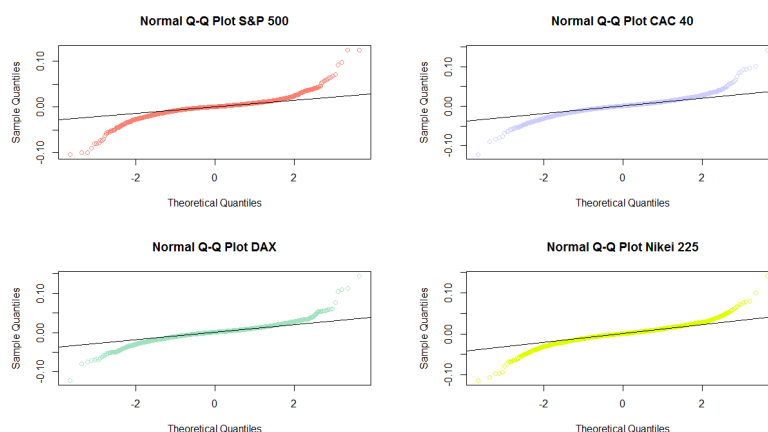 Normal Q-Q Plot S&P 500
Sample Quantiles
0.10
0.00
-0.10
-2
0
2
Theoretical Quantiles
Normal Q-Q Plot CAC 40
Sample Quantiles
0.10
0.00
-0.10
-2
0
2
Theoretical Quantiles
Normal Q-Q Plot DAX
Sample Quantiles
0.10
0.00
-0.10
-2
0
2
Theoretical Quantiles
Normal Q-Q Plot Nikei 225
Sample Quantiles
0.10
0.00
-0.10
-2
0
2
Theoretical Quantiles